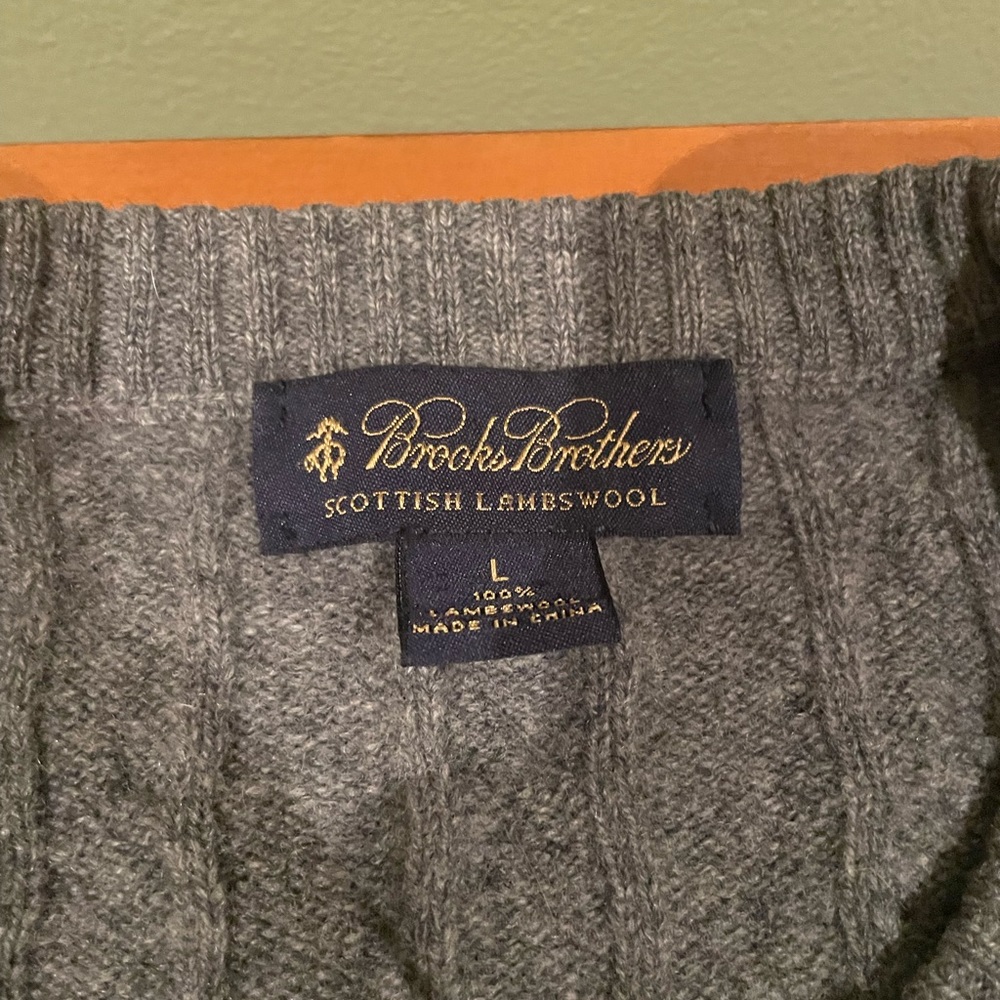 Brooks Brothers
SCOTTISH LAMBSWOOL
L
100%
LAMBSWOOL
MADE IN CHINA